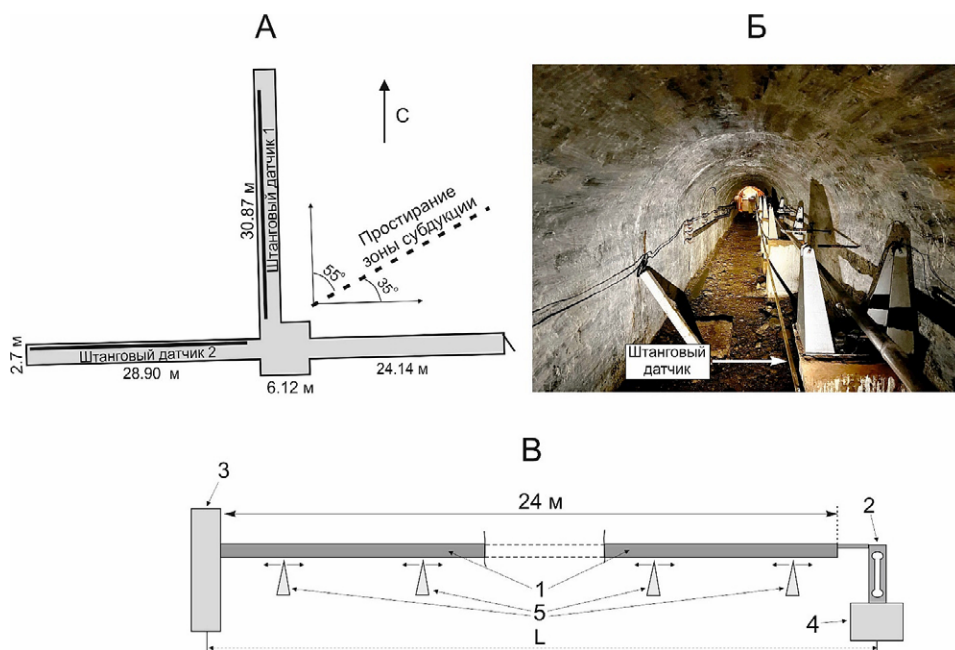 А
Б
С
Штанговый датчик 1
30.87 м
Простирание
зоны субдукции
55°
35°
2.7 м
Штанговый датчик 2
28.90 м
6.12 м
24.14 м
Штанговый
датчик
В
3
24 м
2
1
5
4
L